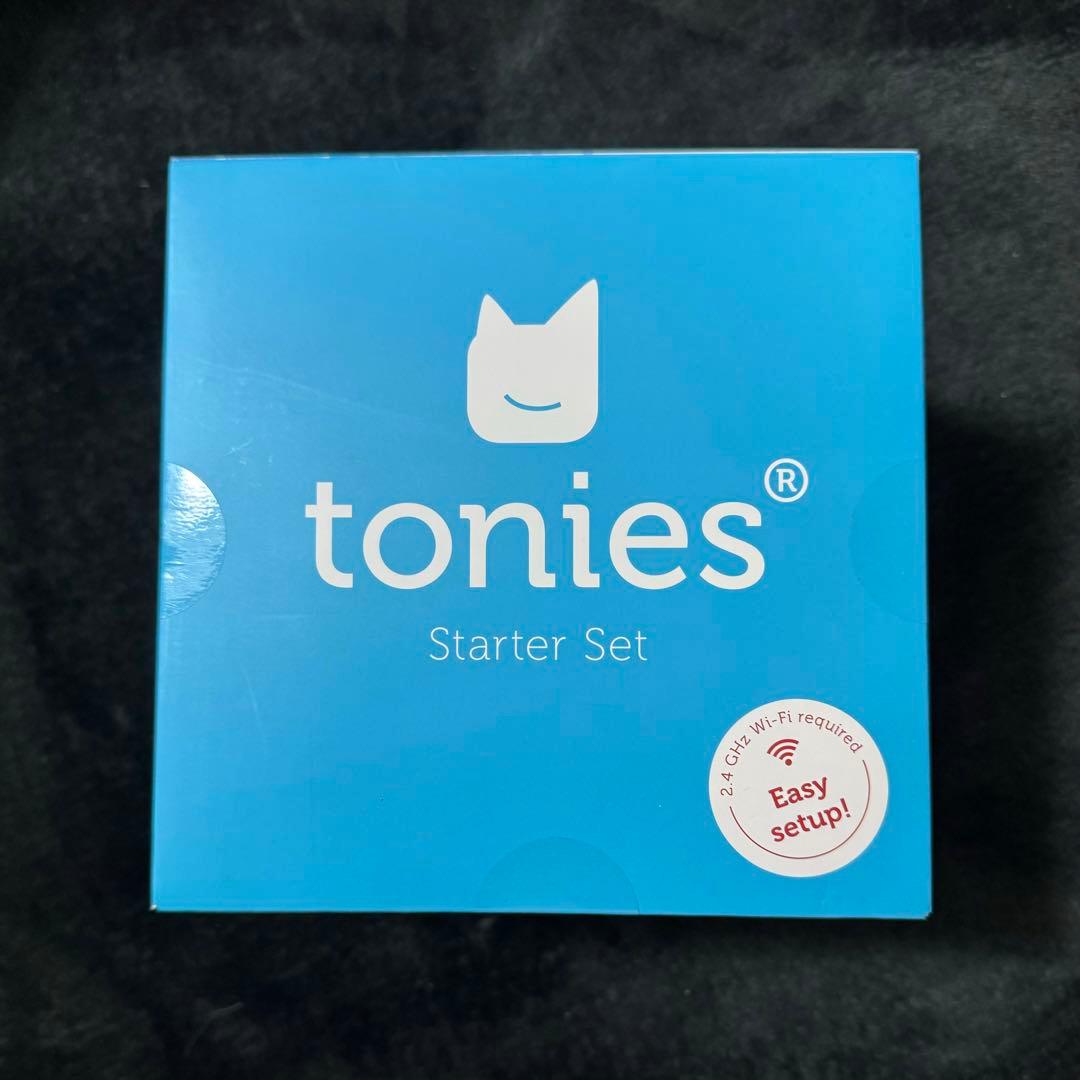 tonies®
Starter Set
2.4 GHz Wi-Fi required
Easy
setup!